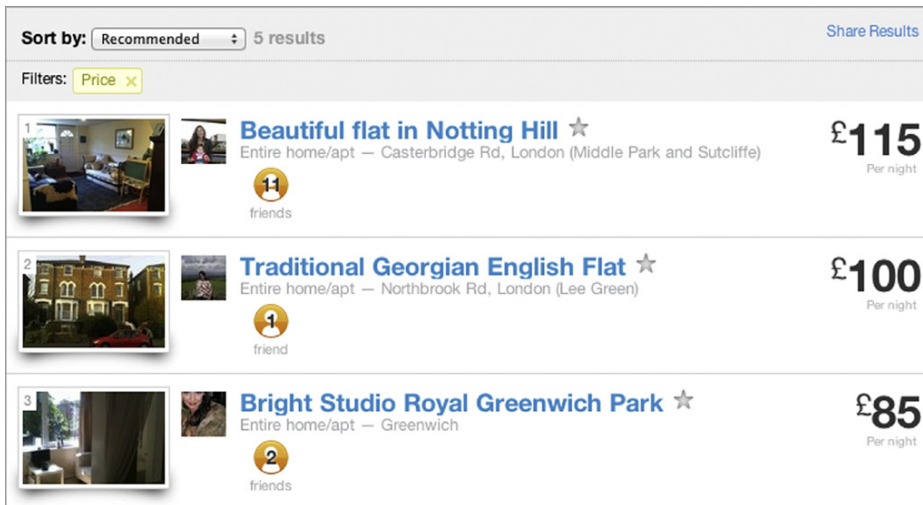 Sort by: Recommended 5 results Share Results
Filters: Price ×
1
Beautiful flat in Notting Hill
Entire home/apt — Casterbridge Rd, London (Middle Park and Sutcliffe)
£115
Per night
11
friends
2
Traditional Georgian English Flat
Entire home/apt — Northbrook Rd, London (Lee Green)
£100
Per night
1
friend
3
Bright Studio Royal Greenwich Park
Entire home/apt — Greenwich
£85
Per night
2
friends